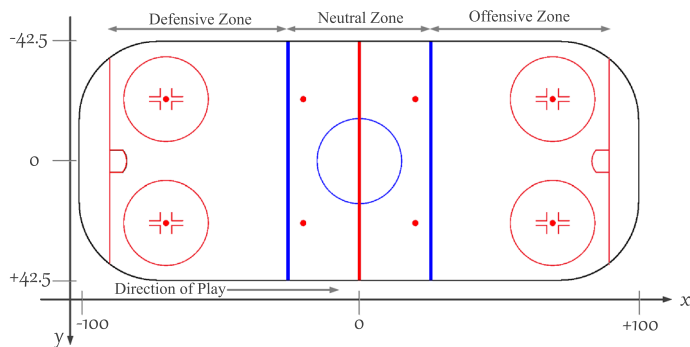 Defensive Zone Neutral Zone Offensive Zone
-42.5
0
+42.5
Direction of Play
x
-100 0 +100
y